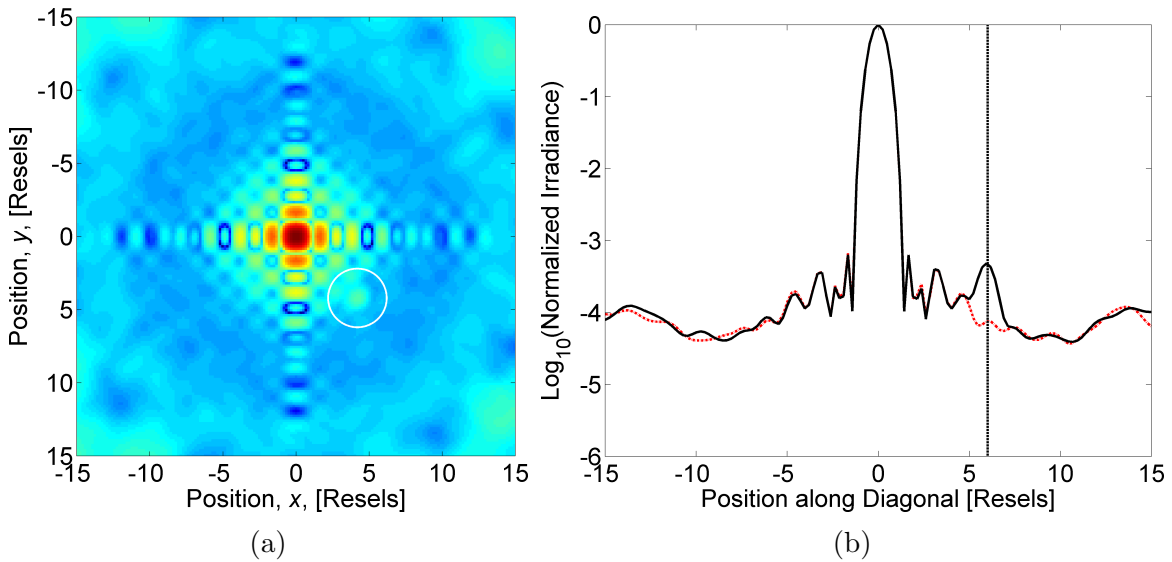 -15
-10
-5
0
5
10
15
-15 -10 -5 0 5 10 15
Position, y, [Resels]
Position, x, [Resels]
(a)
0
-1
-2
-3
-4
-5
-6
-15 -10 -5 0 5 10 15
Log10(Normalized Irradiance)
Position along Diagonal [Resels]
(b)